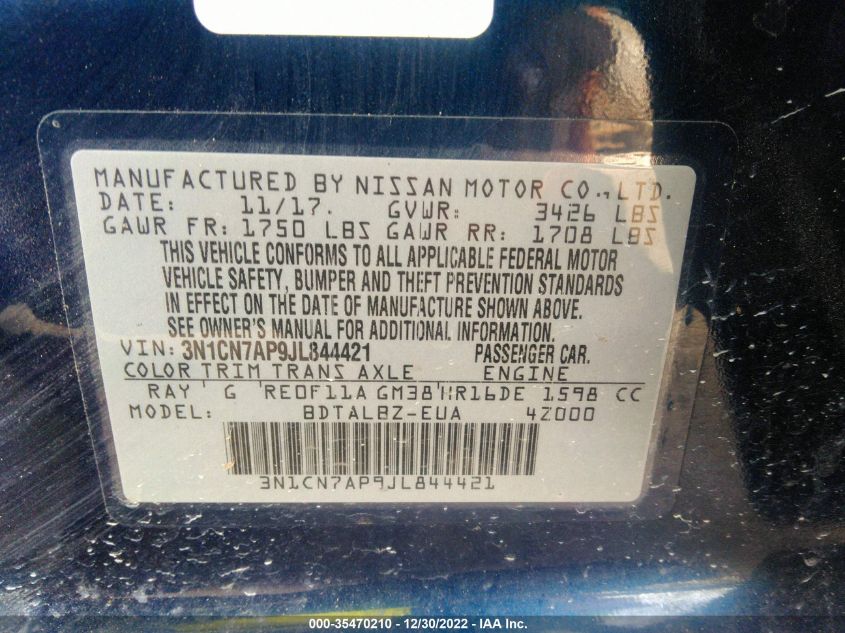 MANUFACTURED BY NISSAN MOTOR CO., LTD.
DATE: 11/17. GVWR: 3426 LBS
GAWR FR: 1750 LBS GAWR RR: 1708 LBS
THIS VEHICLE CONFORMS TO ALL APPLICABLE FEDERAL MOTOR
VEHICLE SAFETY, BUMPER AND THEFT PREVENTION STANDARDS
IN EFFECT ON THE DATE OF MANUFACTURE SHOWN ABOVE.
SEE OWNER'S MANUAL FOR ADDITIONAL INFORMATION.
VIN: 3N1CN7AP9JL844421 PASSENGER CAR.
COLOR TRIM TRANS AXLE ENGINE
RAY G RE0F11A GM38 HR16DE 1598 CC
MODEL: BDTALBZ-EUA 4Z000
3N1CN7AP9JL844421
000-35470210 - 12/30/2022 - IAA Inc.